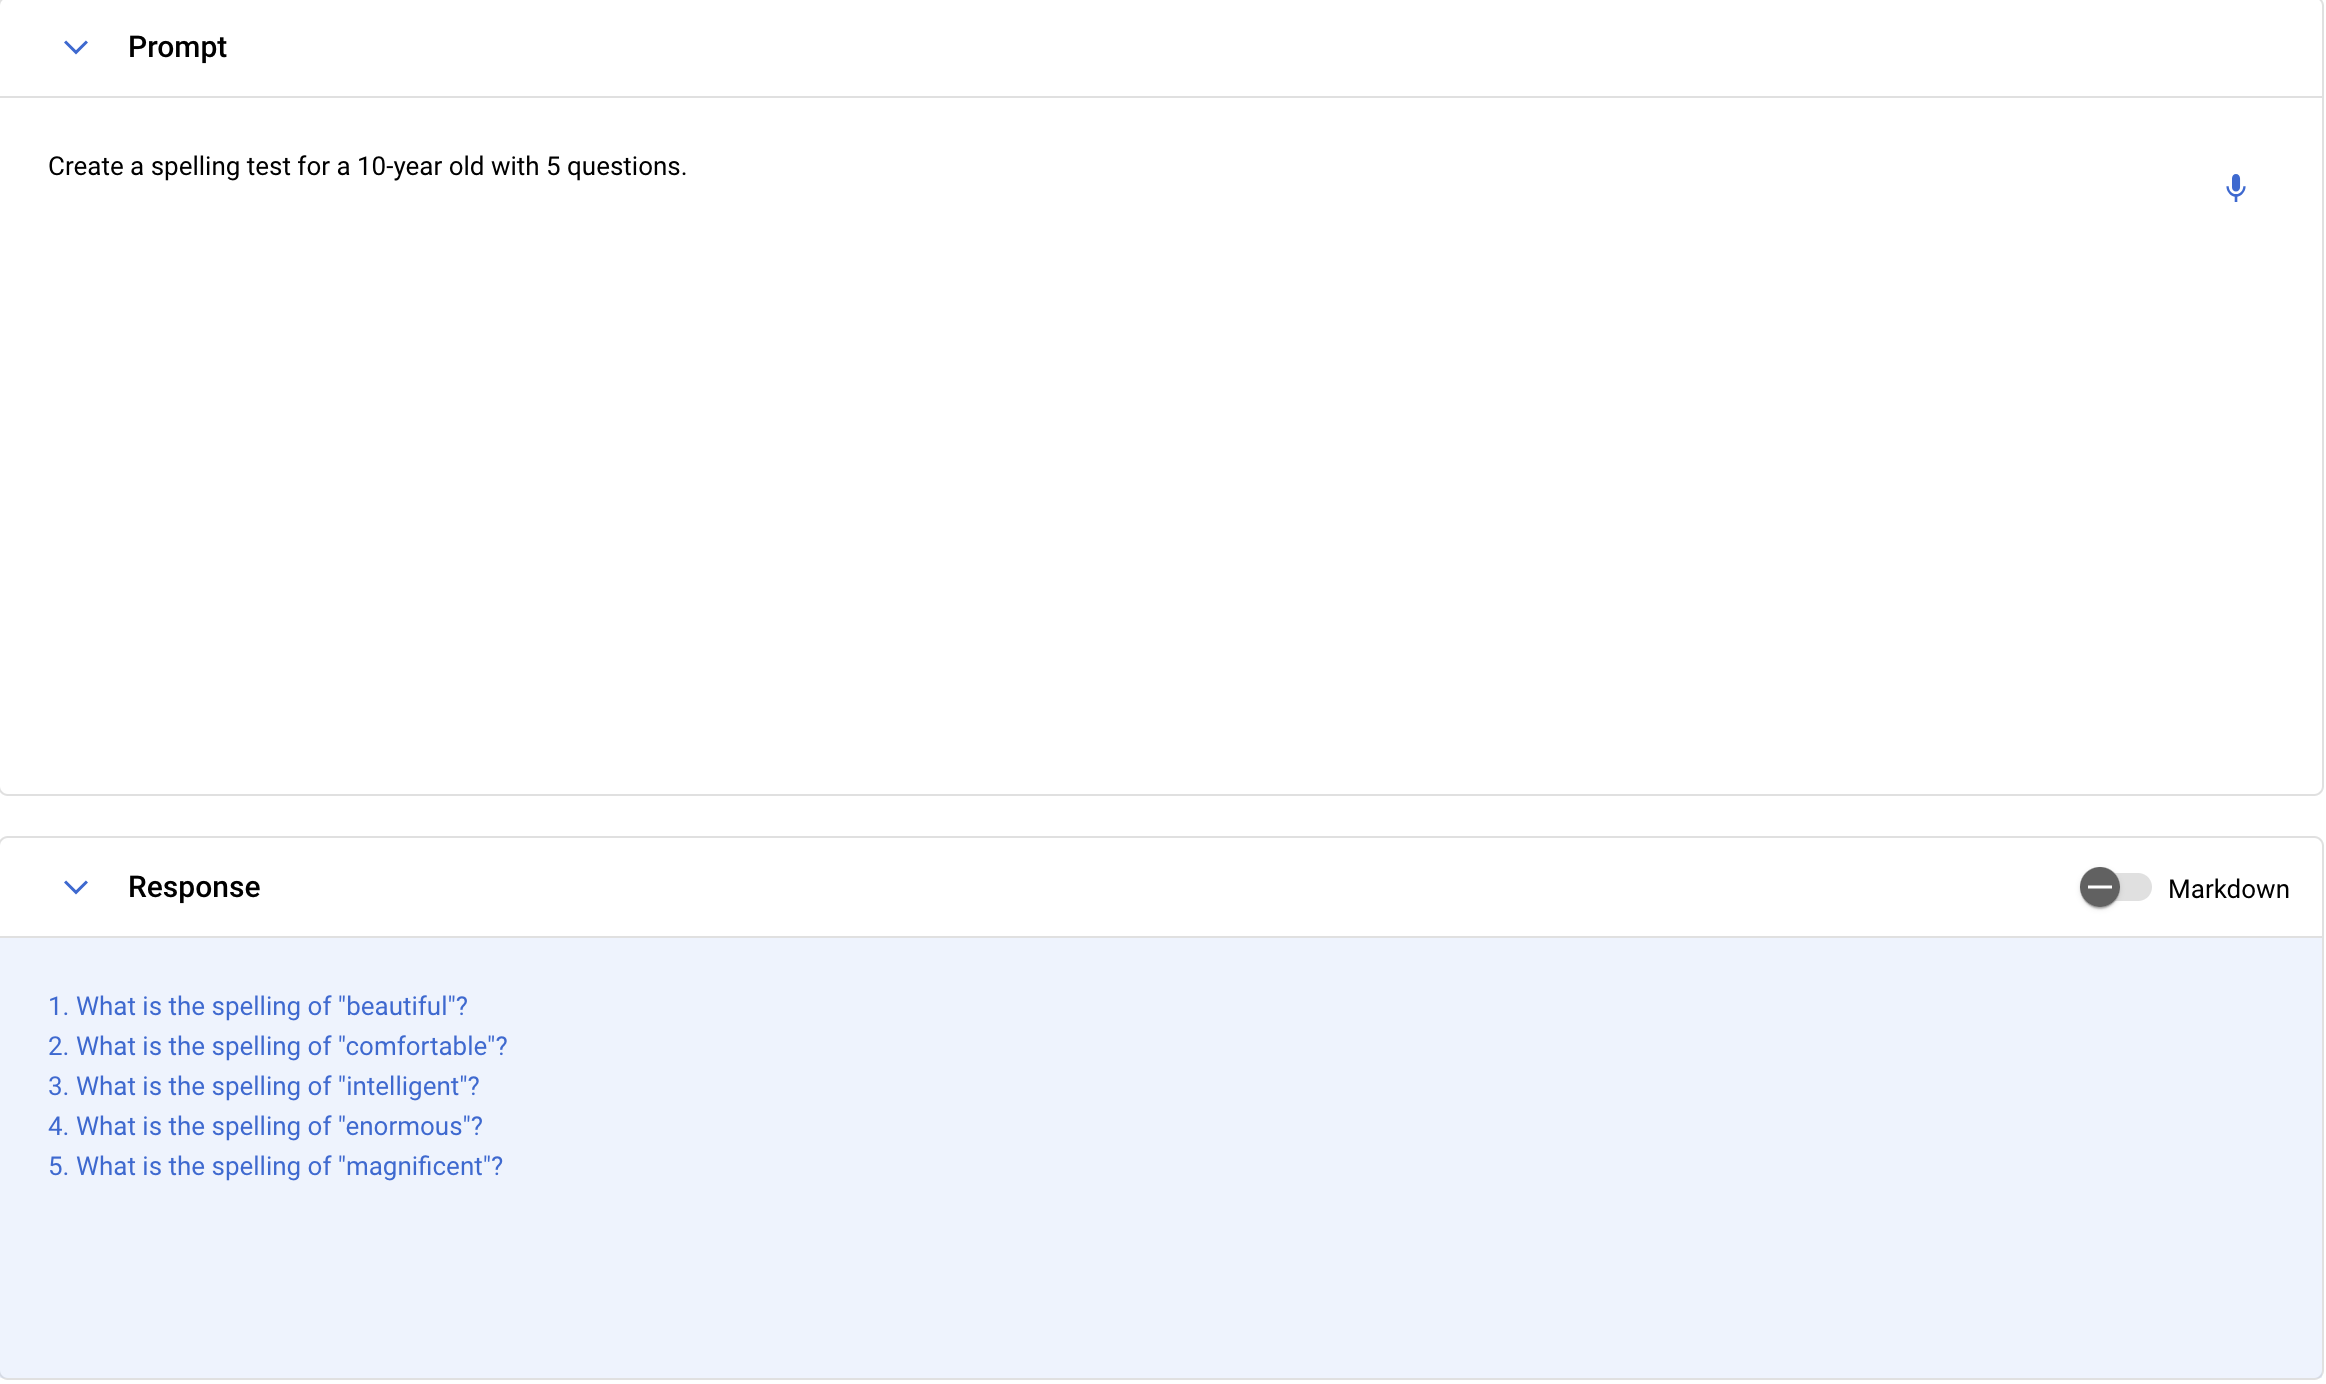 Prompt
Create a spelling test for a 10-year old with 5 questions.
Response
Markdown
1. What is the spelling of "beautiful"?
2. What is the spelling of "comfortable"?
3. What is the spelling of "intelligent"?
4. What is the spelling of "enormous"?
5. What is the spelling of "magnificent"?